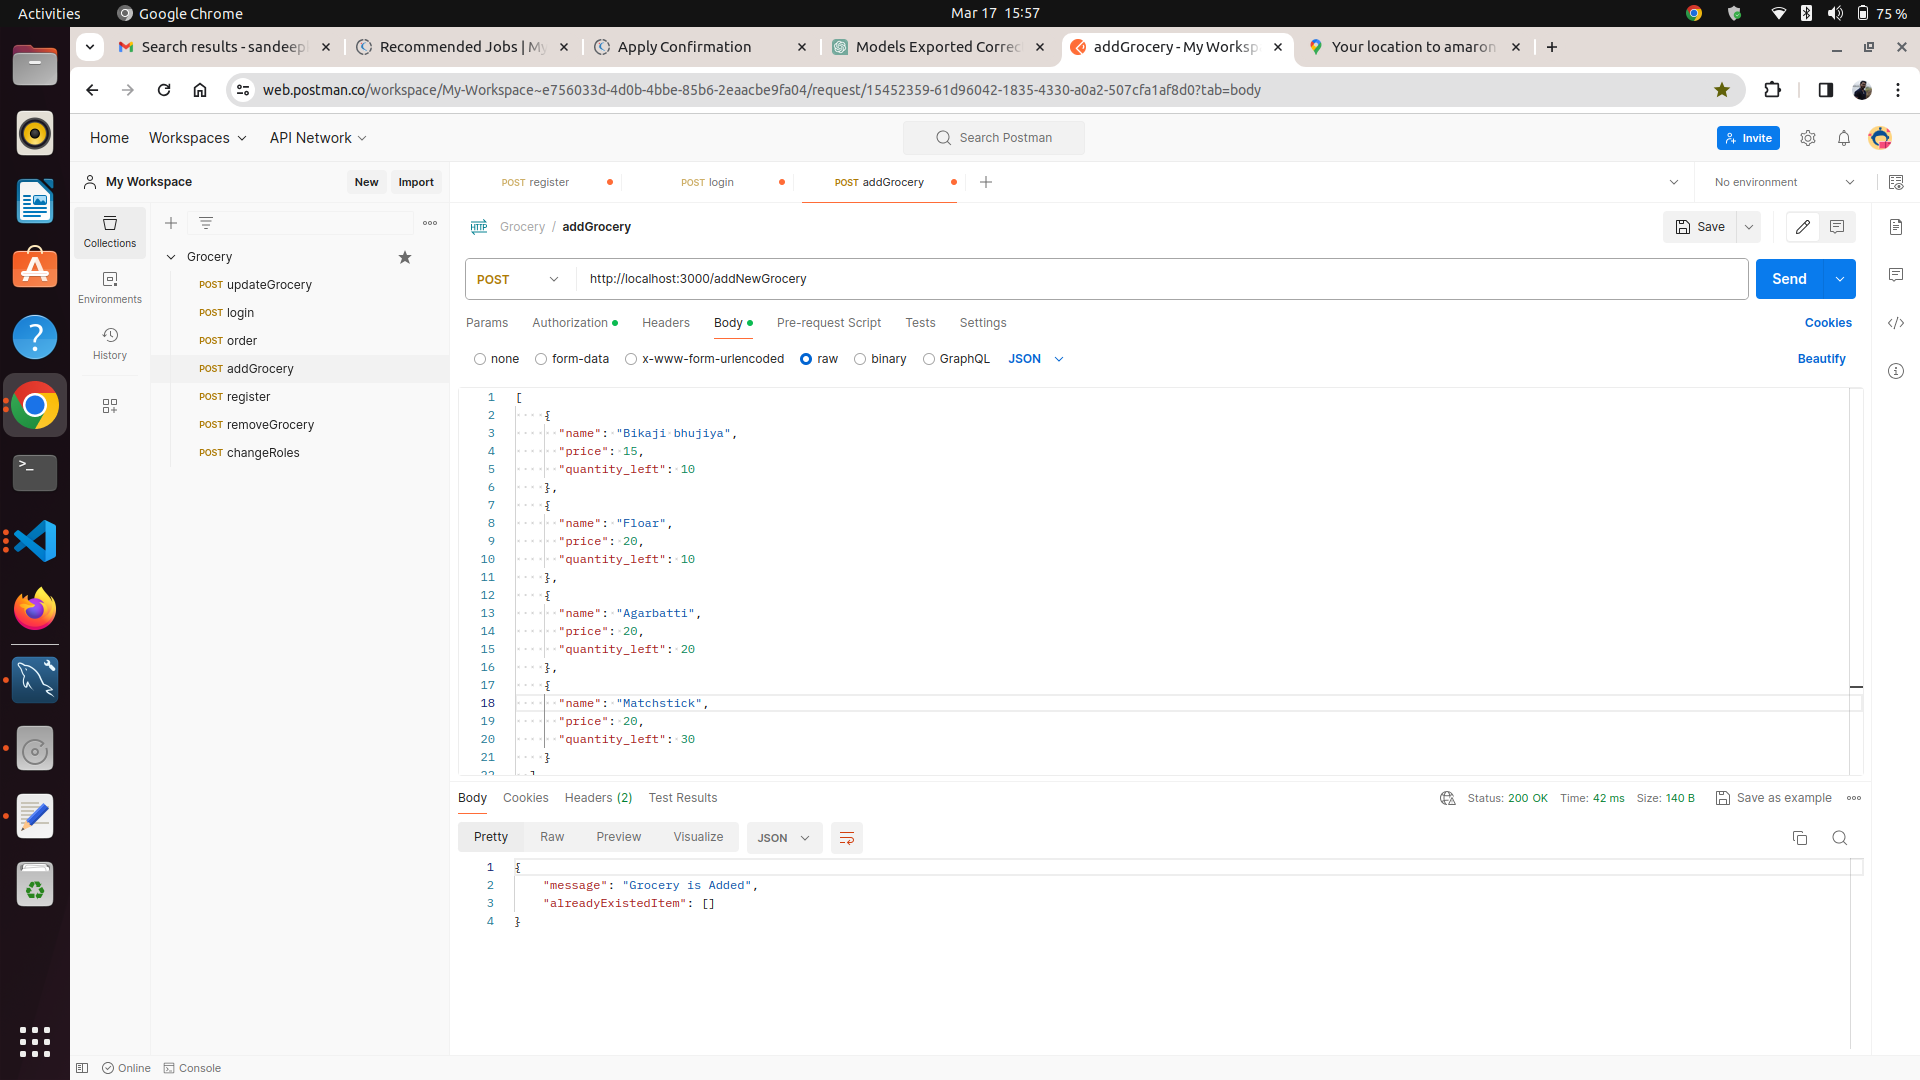 Activities Google Chrome Mar 17 15:57 75 %
Search results - sandeep Recommended Jobs | My Apply Confirmation Models Exported Correc addGrocery - My Worksp Your location to amaron
web.postman.co/workspace/My-Workspace~e756033d-4d0b-4bbe-85b6-2eaacbe9fa04/request/15452359-61d96042-1835-4330-a0a2-507cfa1af8d0?tab=body
Home Workspaces API Network Search Postman Invite
My Workspace New Import POST register POST login POST addGrocery No environment
Collections
Environments
History
Grocery
POST updateGrocery
POST login
POST order
POST addGrocery
POST register
POST removeGrocery
POST changeRoles
HTTP Grocery / addGrocery Save
POST http://localhost:3000/addNewGrocery Send
Params Authorization Headers Body Pre-request Script Tests Settings Cookies
none form-data x-www-form-urlencoded raw binary GraphQL JSON Beautify
1 [
2 {
3 "name": "Bikaji bhujiya",
4 "price": 15,
5 "quantity_left": 10
6 },
7 {
8 "name": "Floar",
9 "price": 20,
10 "quantity_left": 10
11 },
12 {
13 "name": "Agarbatti",
14 "price": 20,
15 "quantity_left": 20
16 },
17 {
18 "name": "Matchstick",
19 "price": 20,
20 "quantity_left": 30
21 }
22 ]
Body Cookies Headers (2) Test Results Status: 200 OK Time: 42 ms Size: 140 B Save as example
Pretty Raw Preview Visualize JSON
1 {
2 "message": "Grocery is Added",
3 "alreadyExistedItem": []
4 }
Online Console